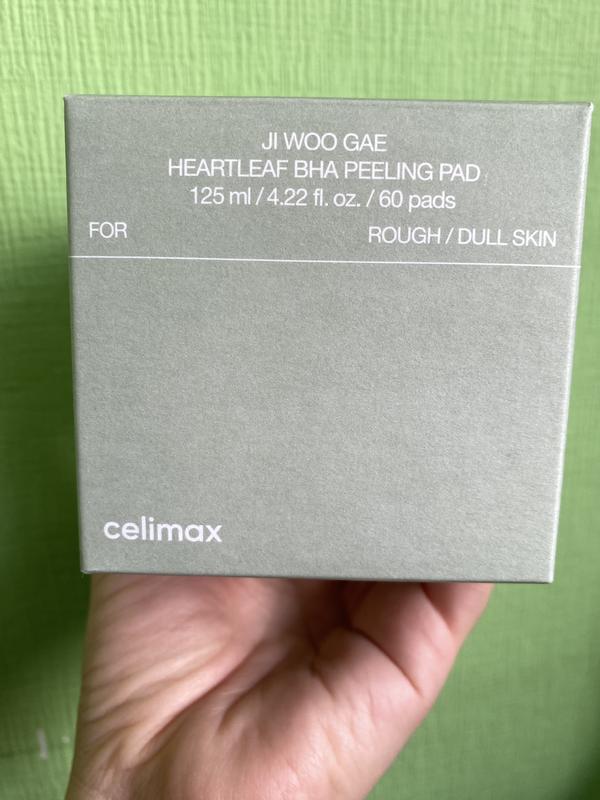 JI WOO GAE
HEARTLEAF BHA PEELING PAD
125 ml / 4.22 fl. oz. / 60 pads
FOR ROUGH / DULL SKIN
celimax